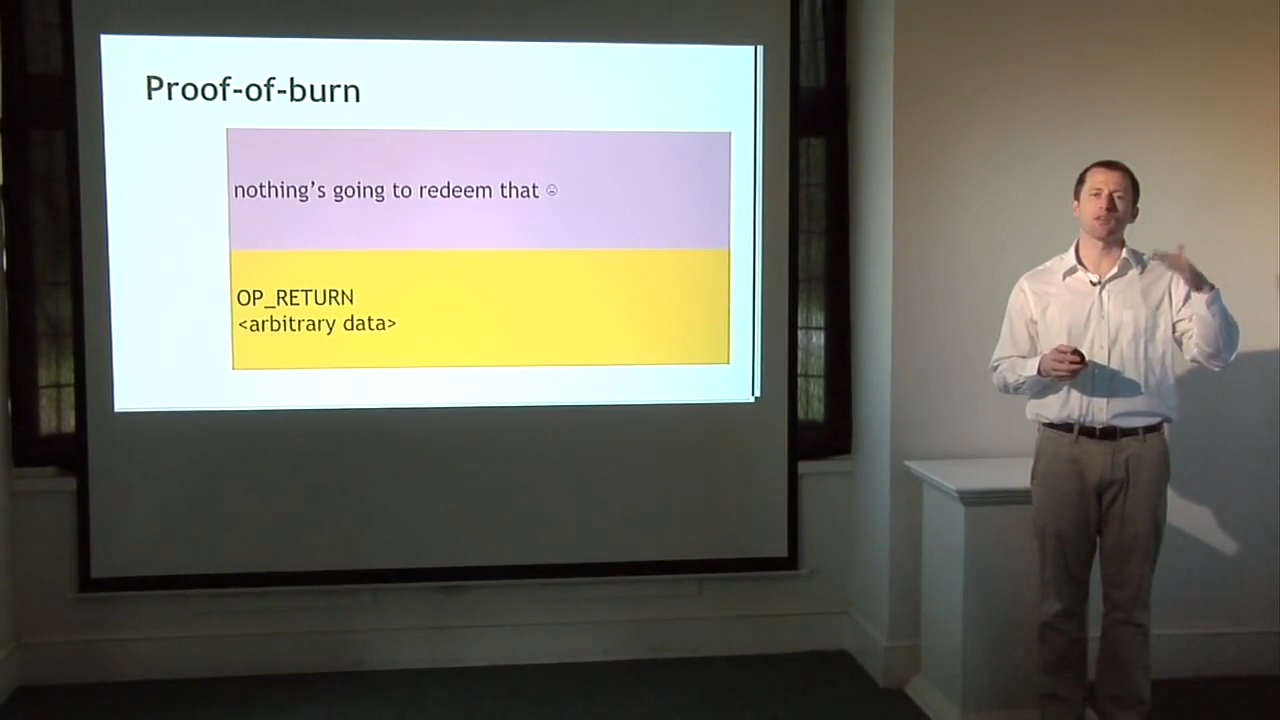 Proof-of-burn
nothing’s going to redeem that ☹
OP_RETURN
<arbitrary data>